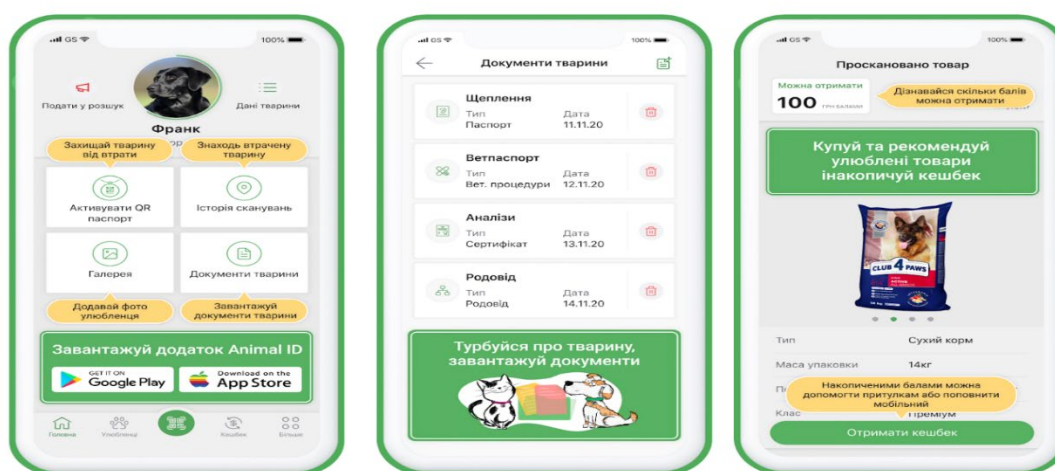 GS
100%
Подати у розшук
Дані тварини
Франк
Захищай тварину
від втрати
Знаходь втрачену
тварину
Активувати QR
паспорт
Історія сканувань
Галерея
Документи тварини
Додавай фото
улюбленця
Завантажуй
документи тварини
Завантажуй додаток Animal ID
GET IT ON
Google Play
Download on the
App Store
Головна
Улюбленці
Кешбек
Більше
GS
100%
Документи тварини
Щеплення
Тип
Дата
Паспорт
11.11.20
Ветпаспорт
Тип
Дата
Вет. процедури
12.11.20
Аналізи
Тип
Дата
Сертифікат
13.11.20
Родовід
Тип
Дата
Родовід
14.11.20
Турбуйся про тварину,
завантажуй документи
GS
100%
Проскановано товар
Можна отримати
100 ГРН БАЛАМИ
Дізнавайся скільки балів
можна отримати
Купуй та рекомендуй
улюблені товари
інакопичуй кешбек
CLUB 4 PAWS
Тип
Сухий корм
Маса упаковки
14кг
Накопиченими балами можна
допомогти притулкам або поповнити
мобільний
Клас
Преміум
Отримати кешбек